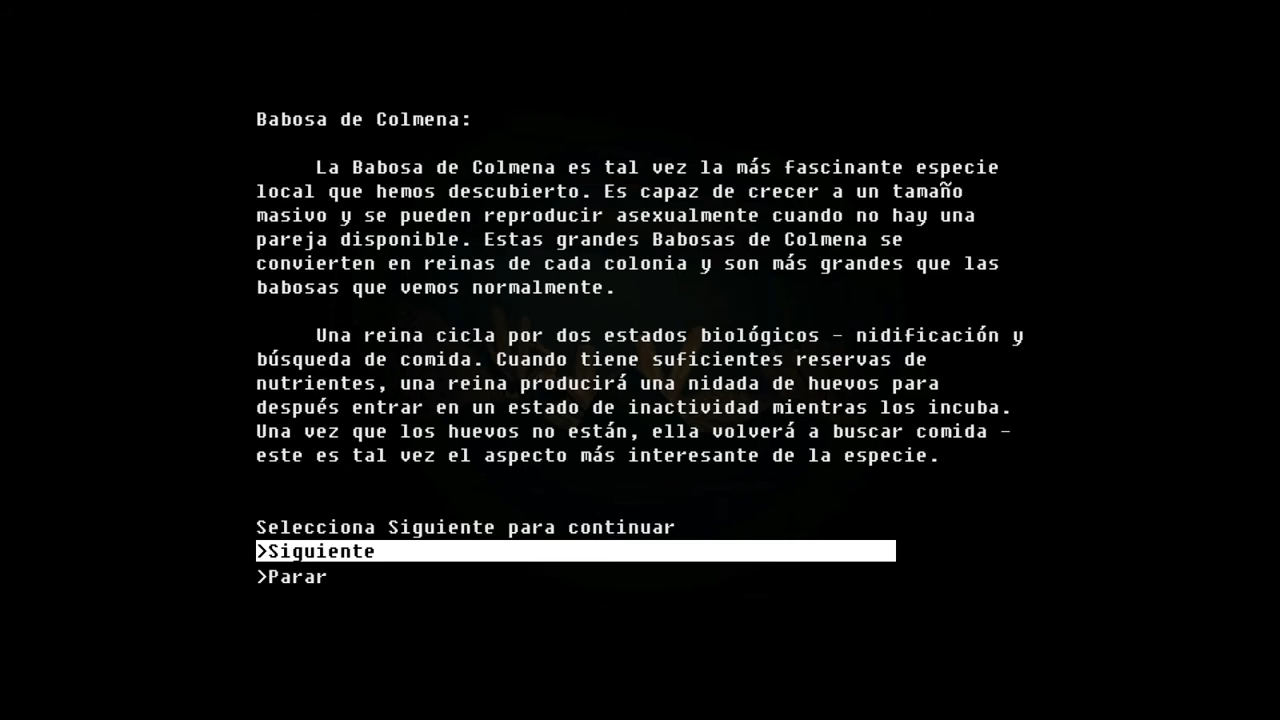 Babosa de Colmena:
La Babosa de Colmena es tal vez la más fascinante especie
local que hemos descubierto. Es capaz de crecer a un tamaño
masivo y se pueden reproducir asexualmente cuando no hay una
pareja disponible. Estas grandes Babosas de Colmena se
convierten en reinas de cada colonia y son más grandes que las
babosas que vemos normalmente.
Una reina cicla por dos estados biológicos - nidificación y
búsqueda de comida. Cuando tiene suficientes reservas de
nutrientes, una reina producirá una nidada de huevos para
después entrar en un estado de inactividad mientras los incuba.
Una vez que los huevos no están, ella volverá a buscar comida -
este es tal vez el aspecto más interesante de la especie.
Selecciona Siguiente para continuar
>Siguiente
>Parar